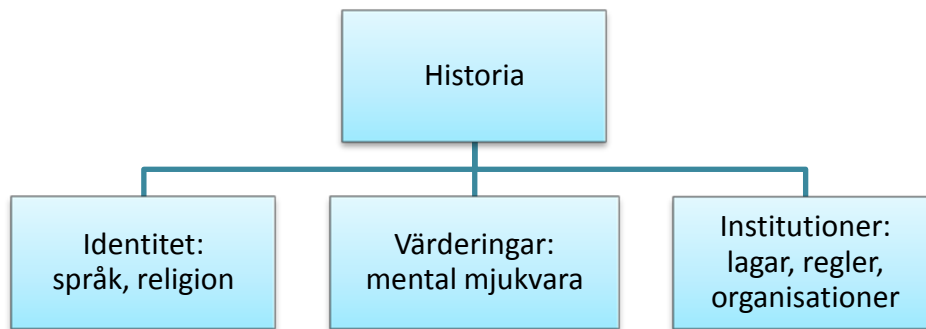 Historia
Identitet:
språk, religion
Värderingar:
mental mjukvara
Institutioner:
lagar, regler,
organisationer